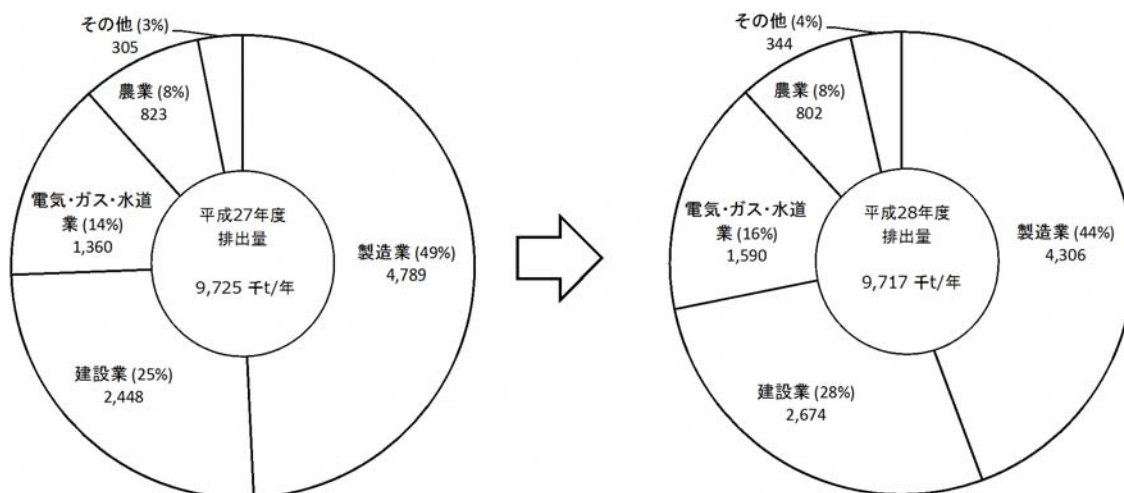 その他 (3%)
305
農業 (8%)
823
電気・ガス・水道
業 (14%)
1,360
平成27年度
排出量
9,725 千t/年
製造業 (49%)
4,789
建設業 (25%)
2,448
その他 (4%)
344
農業 (8%)
802
電気・ガス・水道
業 (16%)
1,590
平成28年度
排出量
9,717 千t/年
製造業 (44%)
4,306
建設業 (28%)
2,674